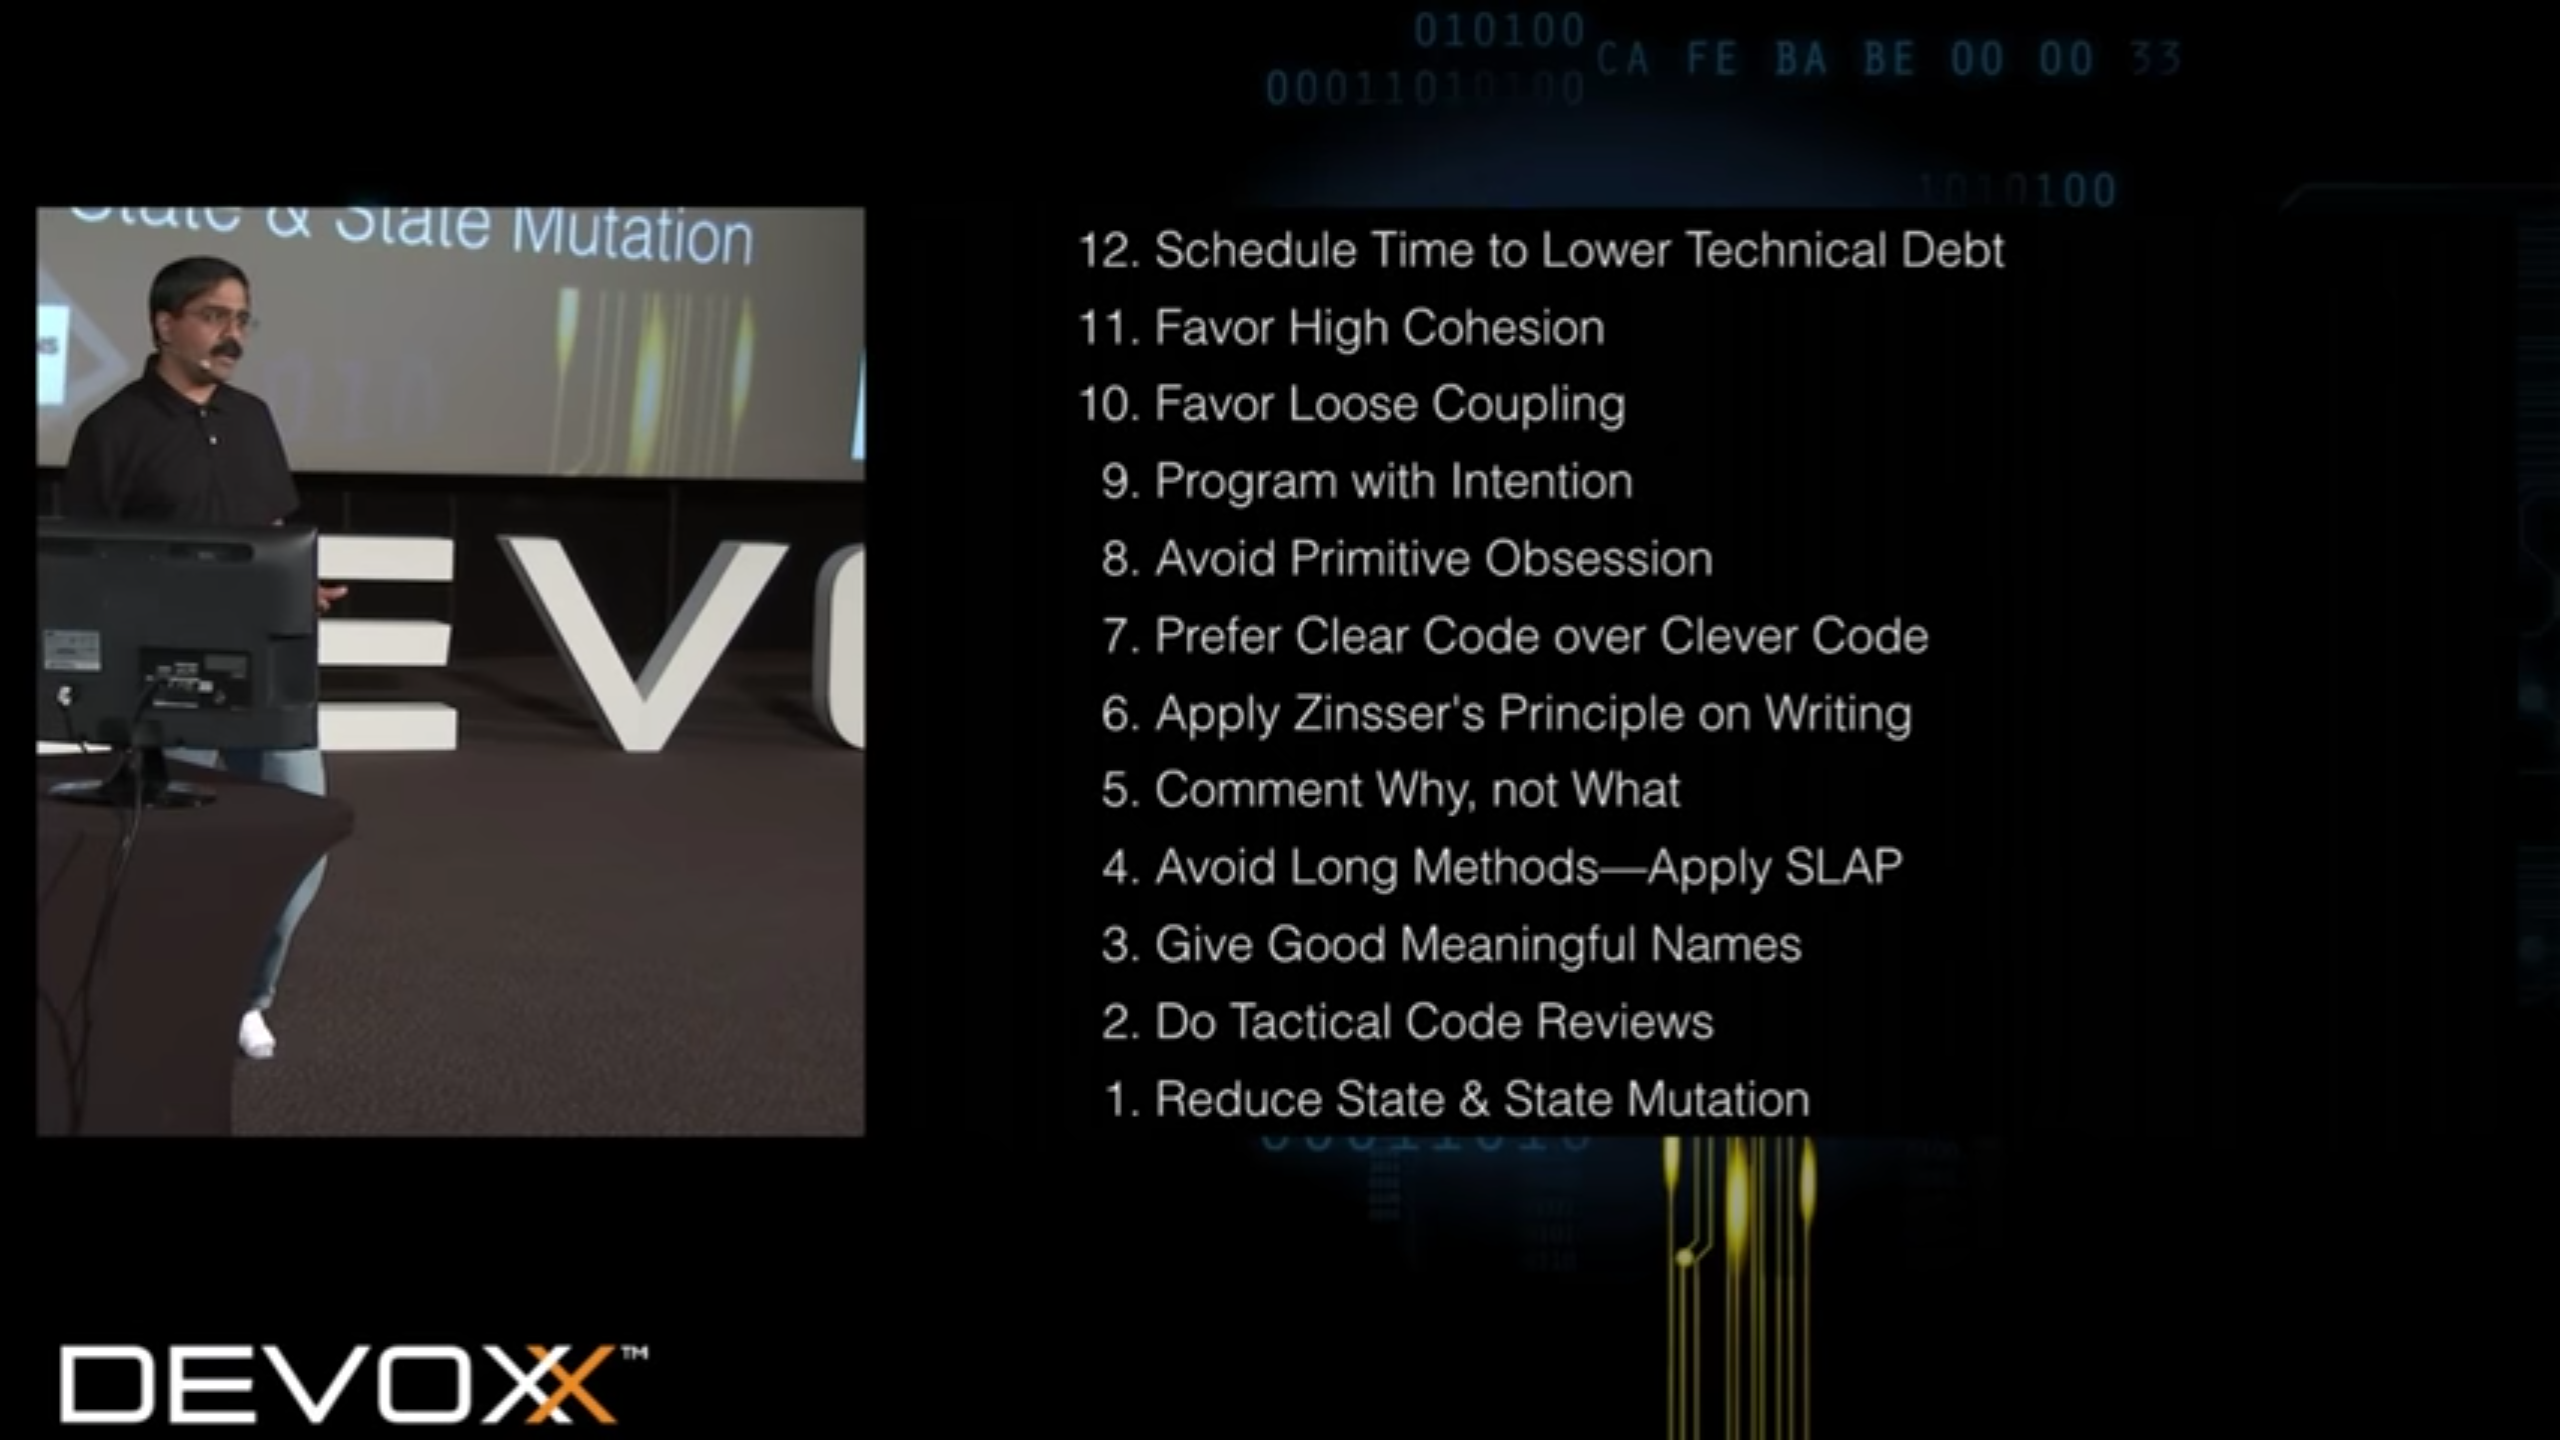 010100
CA FE BA BE 00 00 33
000110101
10100
State & State Mutation
EVO
12. Schedule Time to Lower Technical Debt
11. Favor High Cohesion
10. Favor Loose Coupling
9. Program with Intention
8. Avoid Primitive Obsession
7. Prefer Clear Code over Clever Code
6. Apply Zinsser's Principle on Writing
5. Comment Why, not What
4. Avoid Long Methods—Apply SLAP
3. Give Good Meaningful Names
2. Do Tactical Code Reviews
1. Reduce State & State Mutation
DEVOXX™